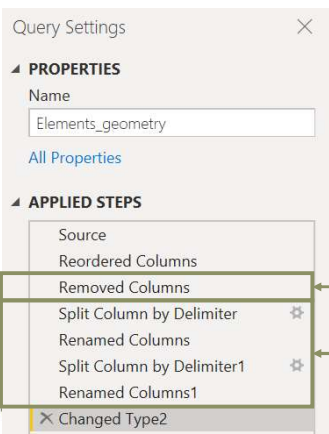 Query Settings
PROPERTIES
Name
Elements_geometry
All Properties
APPLIED STEPS
Source
Reordered Columns
Removed Columns
Split Column by Delimiter
Renamed Columns
Split Column by Delimiter1
Renamed Columns1
Changed Type2